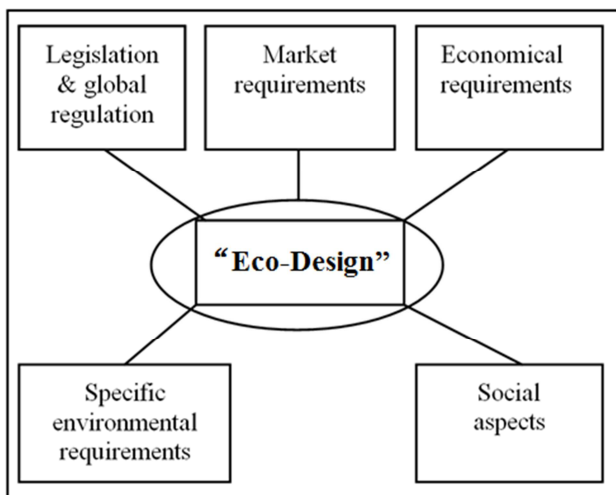 Legislation
& global
regulation
Market
requirements
Economical
requirements
“Eco-Design”
Specific
environmental
requirements
Social
aspects